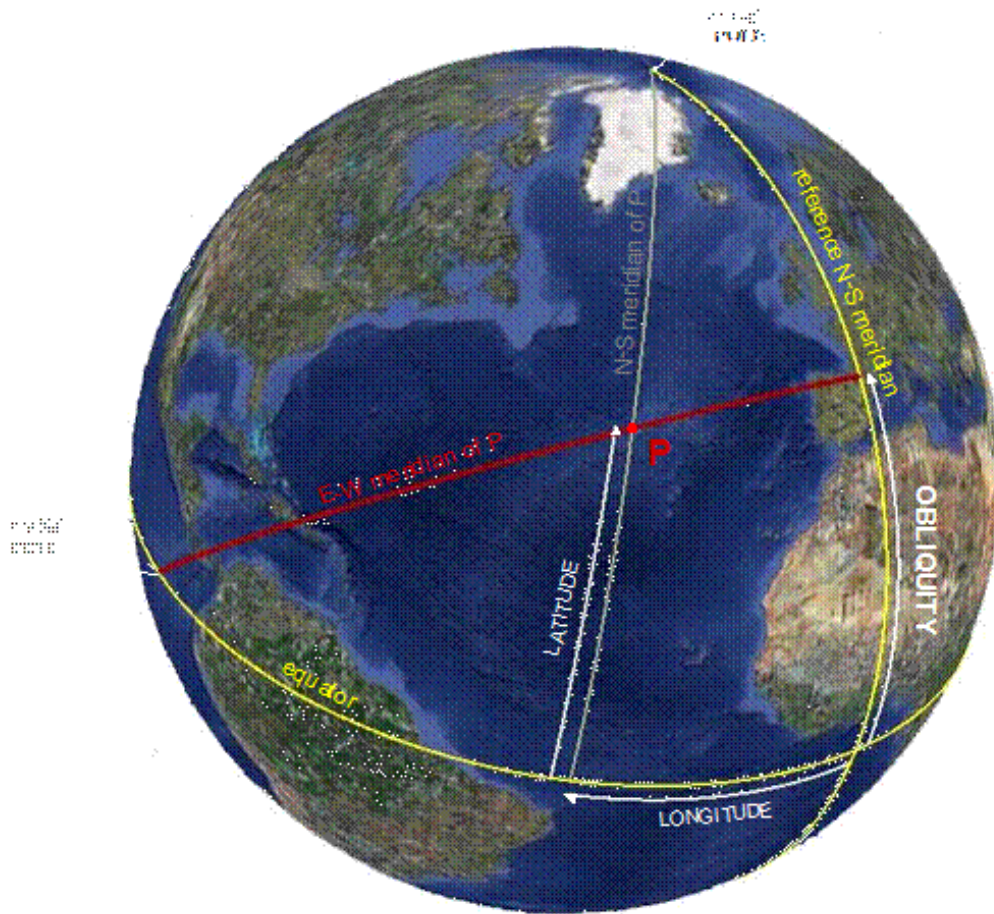 reference N-S meridian
N-S meridian of P
E-W meridian of P
P
OBLIQUITY
LATITUDE
equator
LONGITUDE